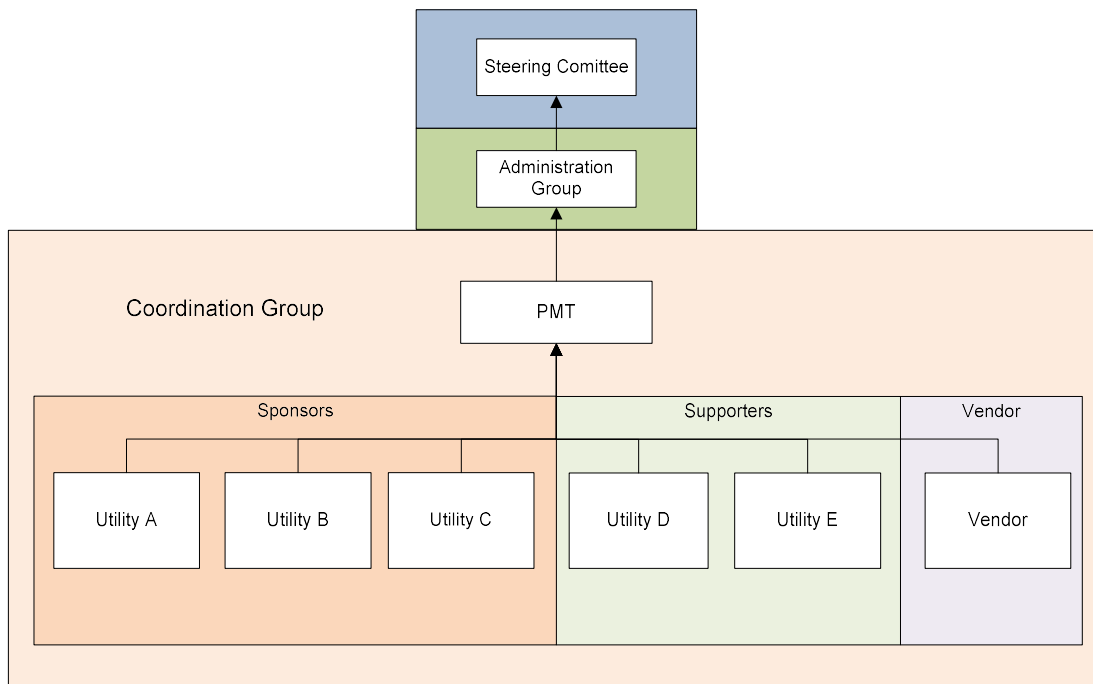 Steering Comittee
Administration
Group
Coordination Group
PMT
Sponsors
Supporters
Vendor
Utility A
Utility B
Utility C
Utility D
Utility E
Vendor